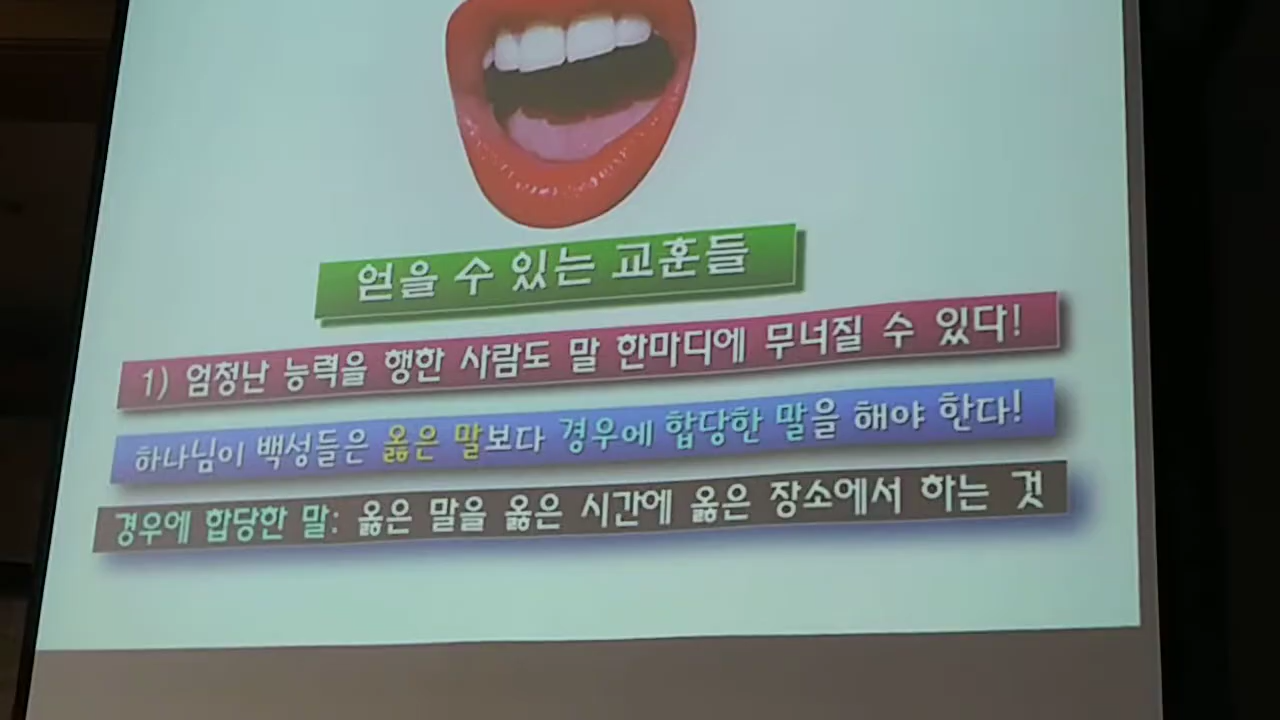 얻을 수 있는 교훈들
1) 엄청난 능력을 행한 사람도 말 한마디에 무너질 수 있다!
하나님이 백성들은 옳은 말보다 경우에 합당한 말을 해야 한다!
경우에 합당한 말: 옳은 말을 옳은 시간에 옳은 장소에서 하는 것